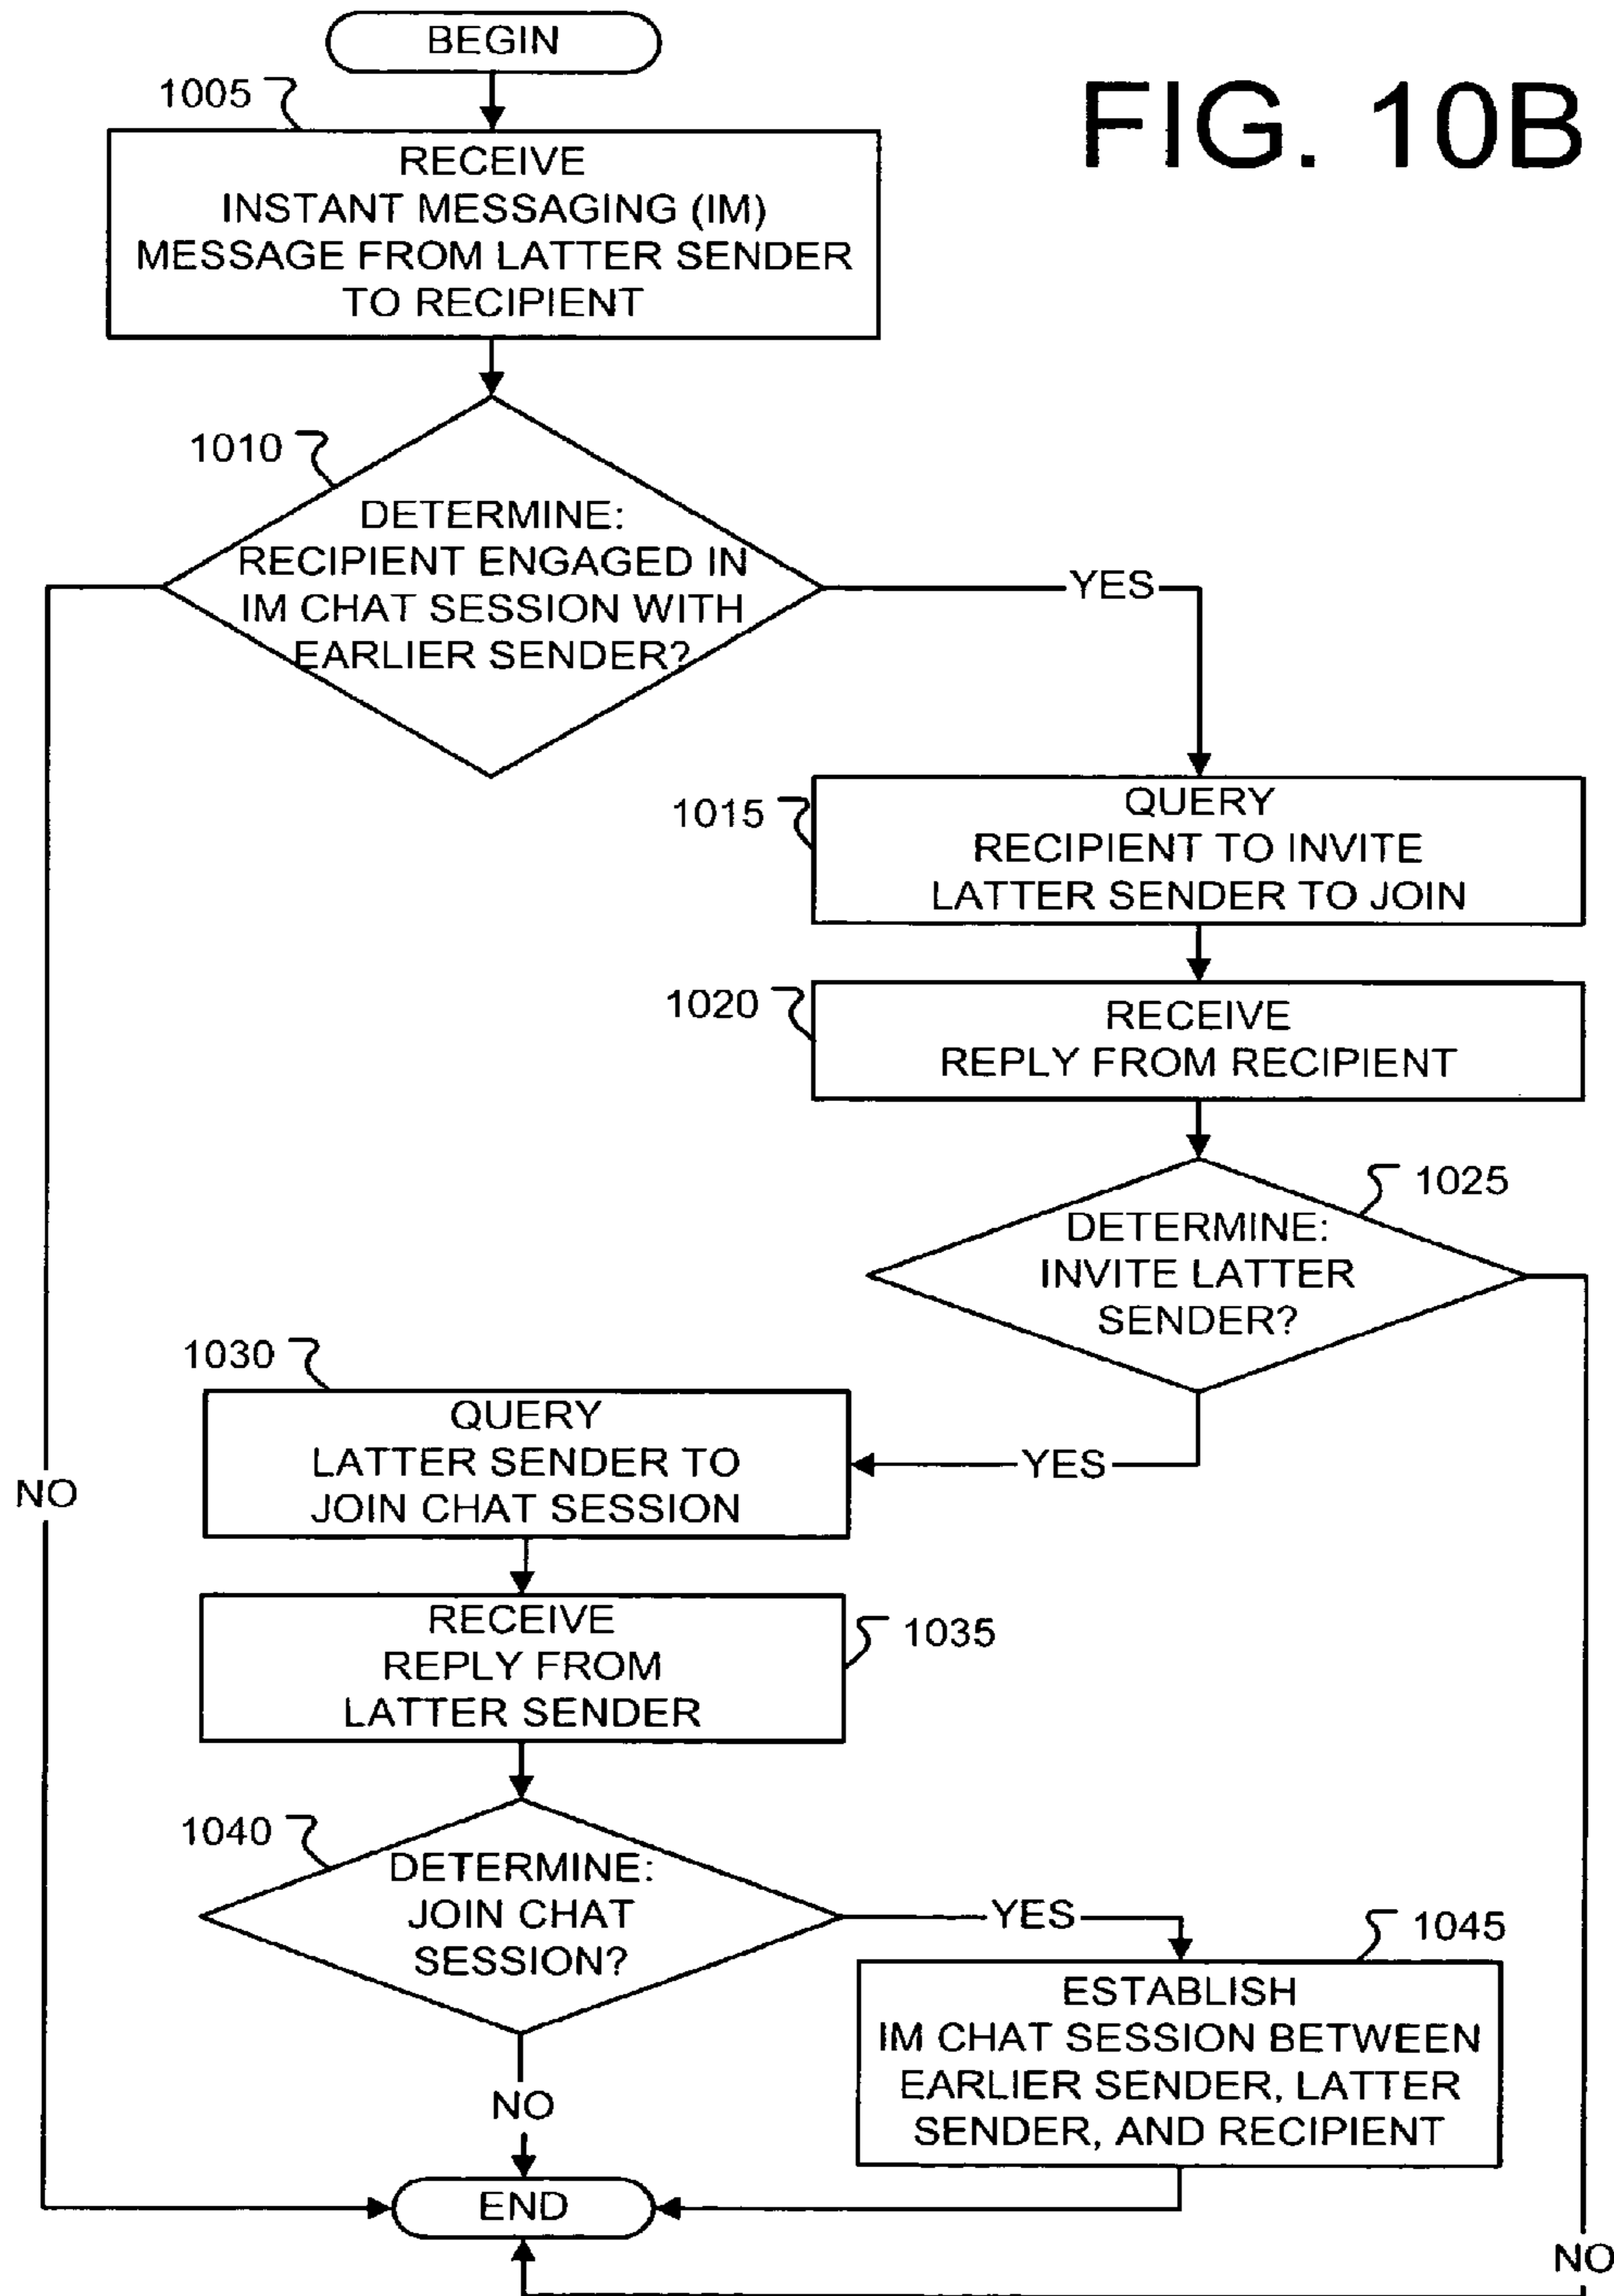 BEGIN
FIG. 10B
1005
RECEIVE
INSTANT MESSAGING (IM)
MESSAGE FROM LATTER SENDER
TO RECIPIENT
1010
DETERMINE:
RECIPIENT ENGAGED IN
IM CHAT SESSION WITH
EARLIER SENDER?
YES
1015
QUERY
RECIPIENT TO INVITE
LATTER SENDER TO JOIN
1020
RECEIVE
REPLY FROM RECIPIENT
1025
DETERMINE:
INVITE LATTER
SENDER?
1030
QUERY
LATTER SENDER TO
JOIN CHAT SESSION
YES
NO
RECEIVE
REPLY FROM
LATTER SENDER
1035
1040
DETERMINE:
JOIN CHAT
SESSION?
YES
1045
ESTABLISH
IM CHAT SESSION BETWEEN
EARLIER SENDER, LATTER
SENDER, AND RECIPIENT
NO
END
NO